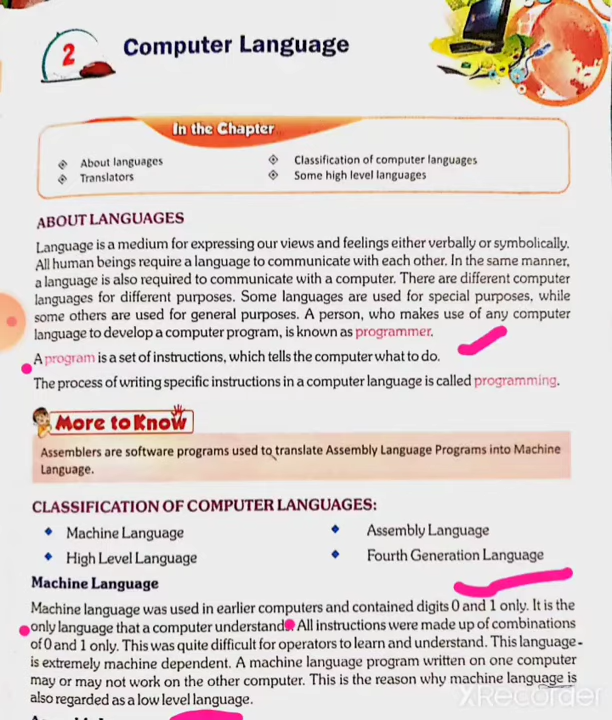 2
Computer Language
In the Chapter
About languages
Classification of computer languages
Translators
Some high level languages
ABOUT LANGUAGES
Language is a medium for expressing our views and feelings either verbally or symbolically.
All human beings require a language to communicate with each other. In the same manner,
a language is also required to communicate with a computer. There are different computer
languages for different purposes. Some languages are used for special purposes, while
some others are used for general purposes. A person, who makes use of any computer
language to develop a computer program, is known as programmer.
A program is a set of instructions, which tells the computer what to do.
The process of writing specific instructions in a computer language is called programming.
More to Know
Assemblers are software programs used to translate Assembly Language Programs into Machine
Language.
CLASSIFICATION OF COMPUTER LANGUAGES:
Machine Language
Assembly Language
High Level Language
Fourth Generation Language
Machine Language
Machine language was used in earlier computers and contained digits 0 and 1 only. It is the
only language that a computer understand. All instructions were made up of combinations
of 0 and 1 only. This was quite difficult for operators to learn and understand. This language
is extremely machine dependent. A machine language program written on one computer
may or may not work on the other computer. This is the reason why machine language is
also regarded as a low level language.
XRecorder